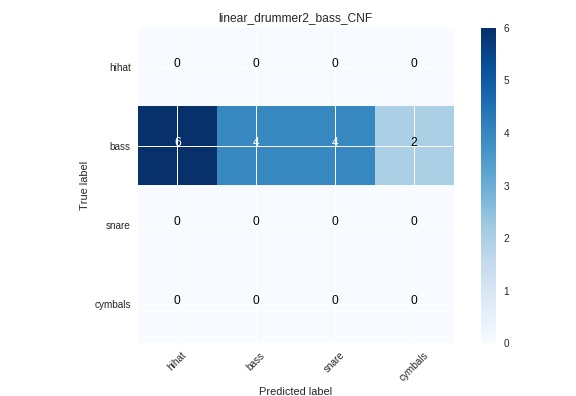 linear_drummer2_bass_CNF
hihat 0 0 0 0
bass 6 4 4 2
snare 0 0 0 0
cymbals 0 0 0 0
hihat bass snare cymbals
True label
Predicted label
6
5
4
3
2
1
0